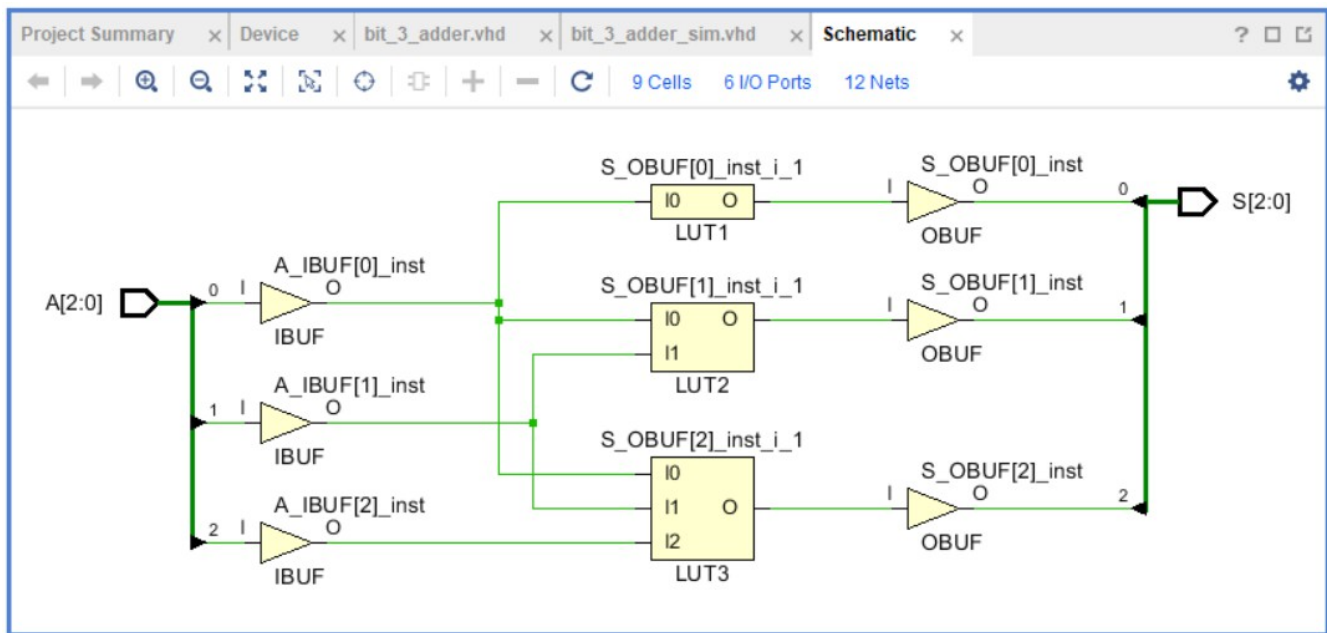 Project Summary × Device × bit_3_adder.vhd × bit_3_adder_sim.vhd × Schematic × ?
9 Cells 6 I/O Ports 12 Nets
S_OBUF[0]_inst_i_1 S_OBUF[0]_inst
I0 O I O 0 S[2:0]
LUT1 OBUF
A_IBUF[0]_inst S_OBUF[1]_inst_i_1 S_OBUF[1]_inst
A[2:0] 0 I O I0 O I O 1
IBUF I1 OBUF
LUT2
A_IBUF[1]_inst
1 I O
IBUF S_OBUF[2]_inst_i_1
I0 S_OBUF[2]_inst
A_IBUF[2]_inst I1 O I O 2
2 I O I2 OBUF
IBUF LUT3